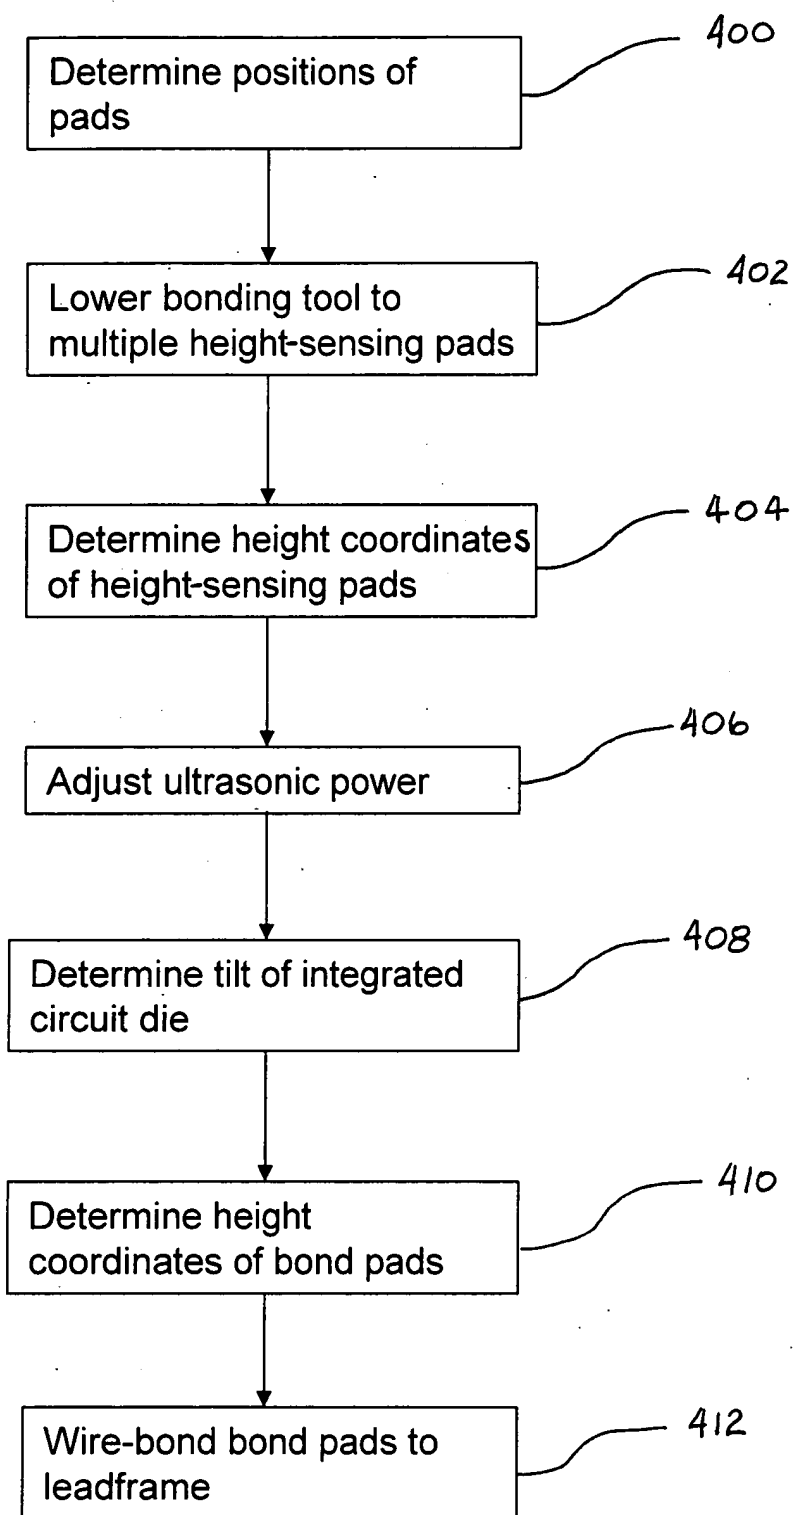 400
Determine positions of
pads
402
Lower bonding tool to
multiple height-sensing pads
404
Determine height coordinates
of height-sensing pads
406
Adjust ultrasonic power
408
Determine tilt of integrated
circuit die
410
Determine height
coordinates of bond pads
412
Wire-bond bond pads to
leadframe